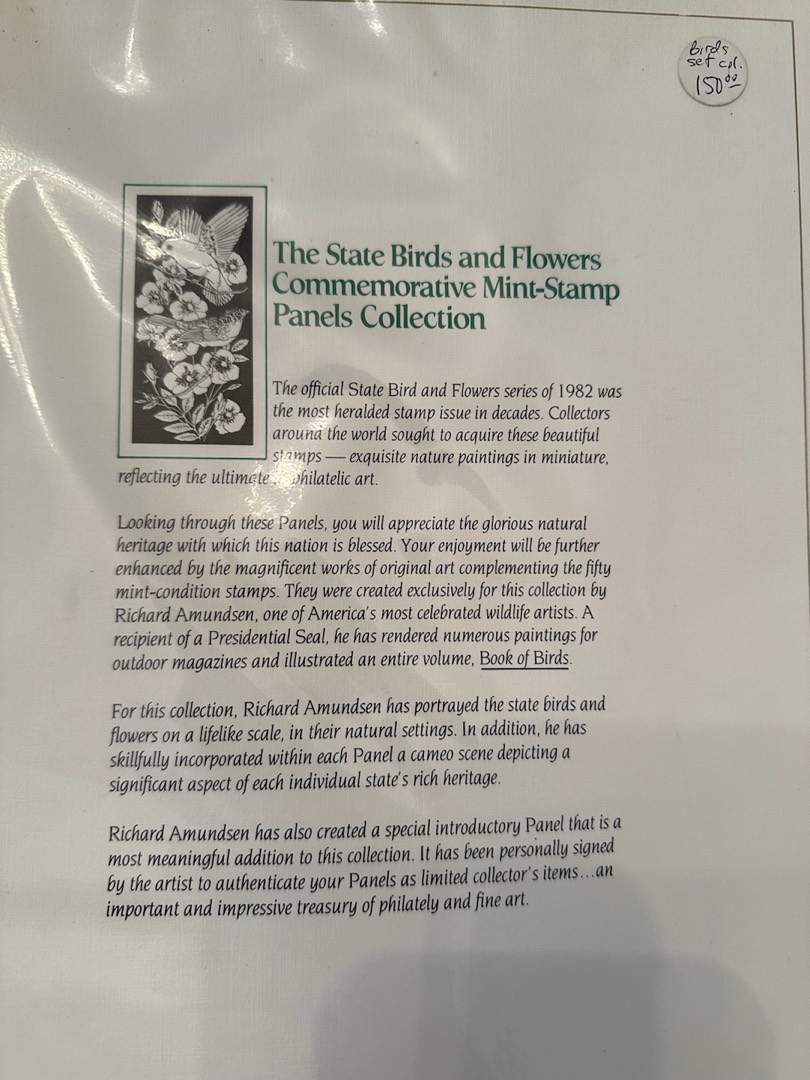 Birds
set cpl.
150.00
The State Birds and Flowers
Commemorative Mint-Stamp
Panels Collection
The official State Bird and Flowers series of 1982 was
the most heralded stamp issue in decades. Collectors
around the world sought to acquire these beautiful
stamps — exquisite nature paintings in miniature,
reflecting the ultimate philatelic art.
Looking through these Panels, you will appreciate the glorious natural
heritage with which this nation is blessed. Your enjoyment will be further
enhanced by the magnificent works of original art complementing the fifty
mint-condition stamps. They were created exclusively for this collection by
Richard Amundsen, one of America's most celebrated wildlife artists. A
recipient of a Presidential Seal, he has rendered numerous paintings for
outdoor magazines and illustrated an entire volume, Book of Birds.
For this collection, Richard Amundsen has portrayed the state birds and
flowers on a lifelike scale, in their natural settings. In addition, he has
skillfully incorporated within each Panel a cameo scene depicting a
significant aspect of each individual state's rich heritage.
Richard Amundsen has also created a special introductory Panel that is a
most meaningful addition to this collection. It has been personally signed
by the artist to authenticate your Panels as limited collector's items...an
important and impressive treasury of philately and fine art.